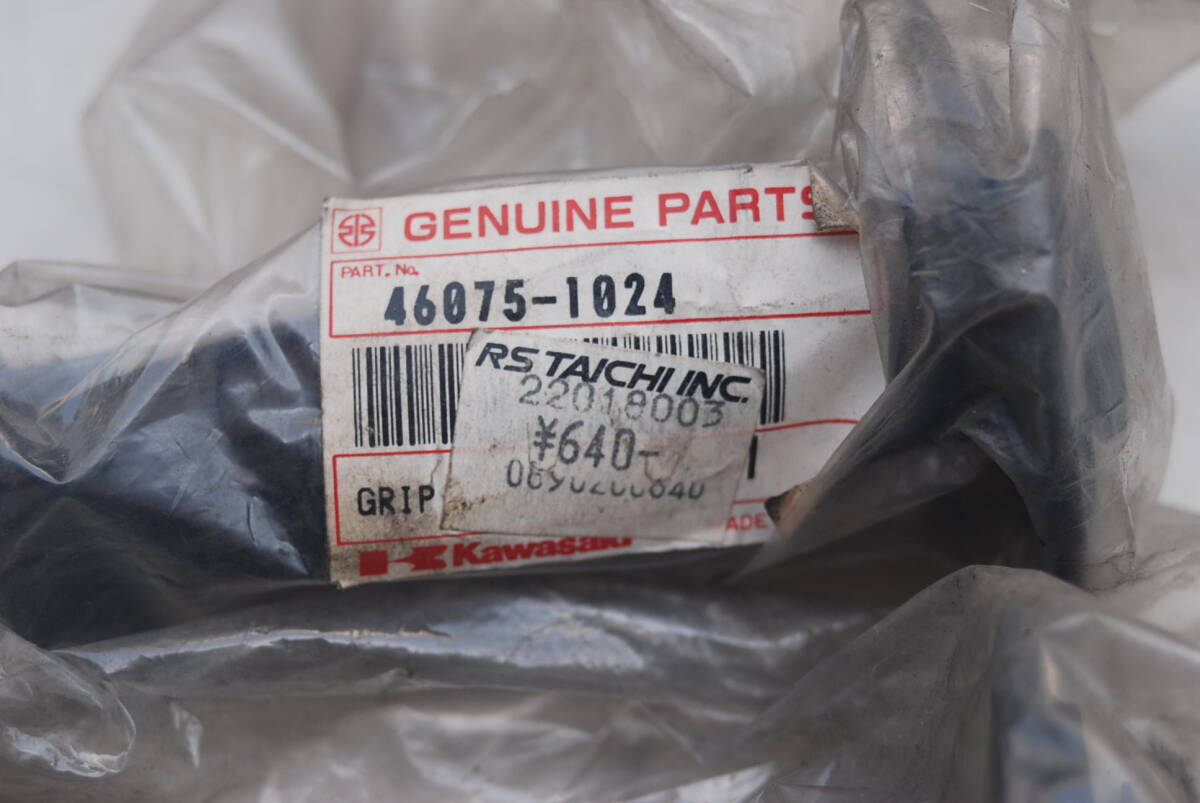 GENUINE PARTS
PART. No.
46075-1024
RS TAICHI INC.
22018003
¥640-
GRIP
Kawasaki